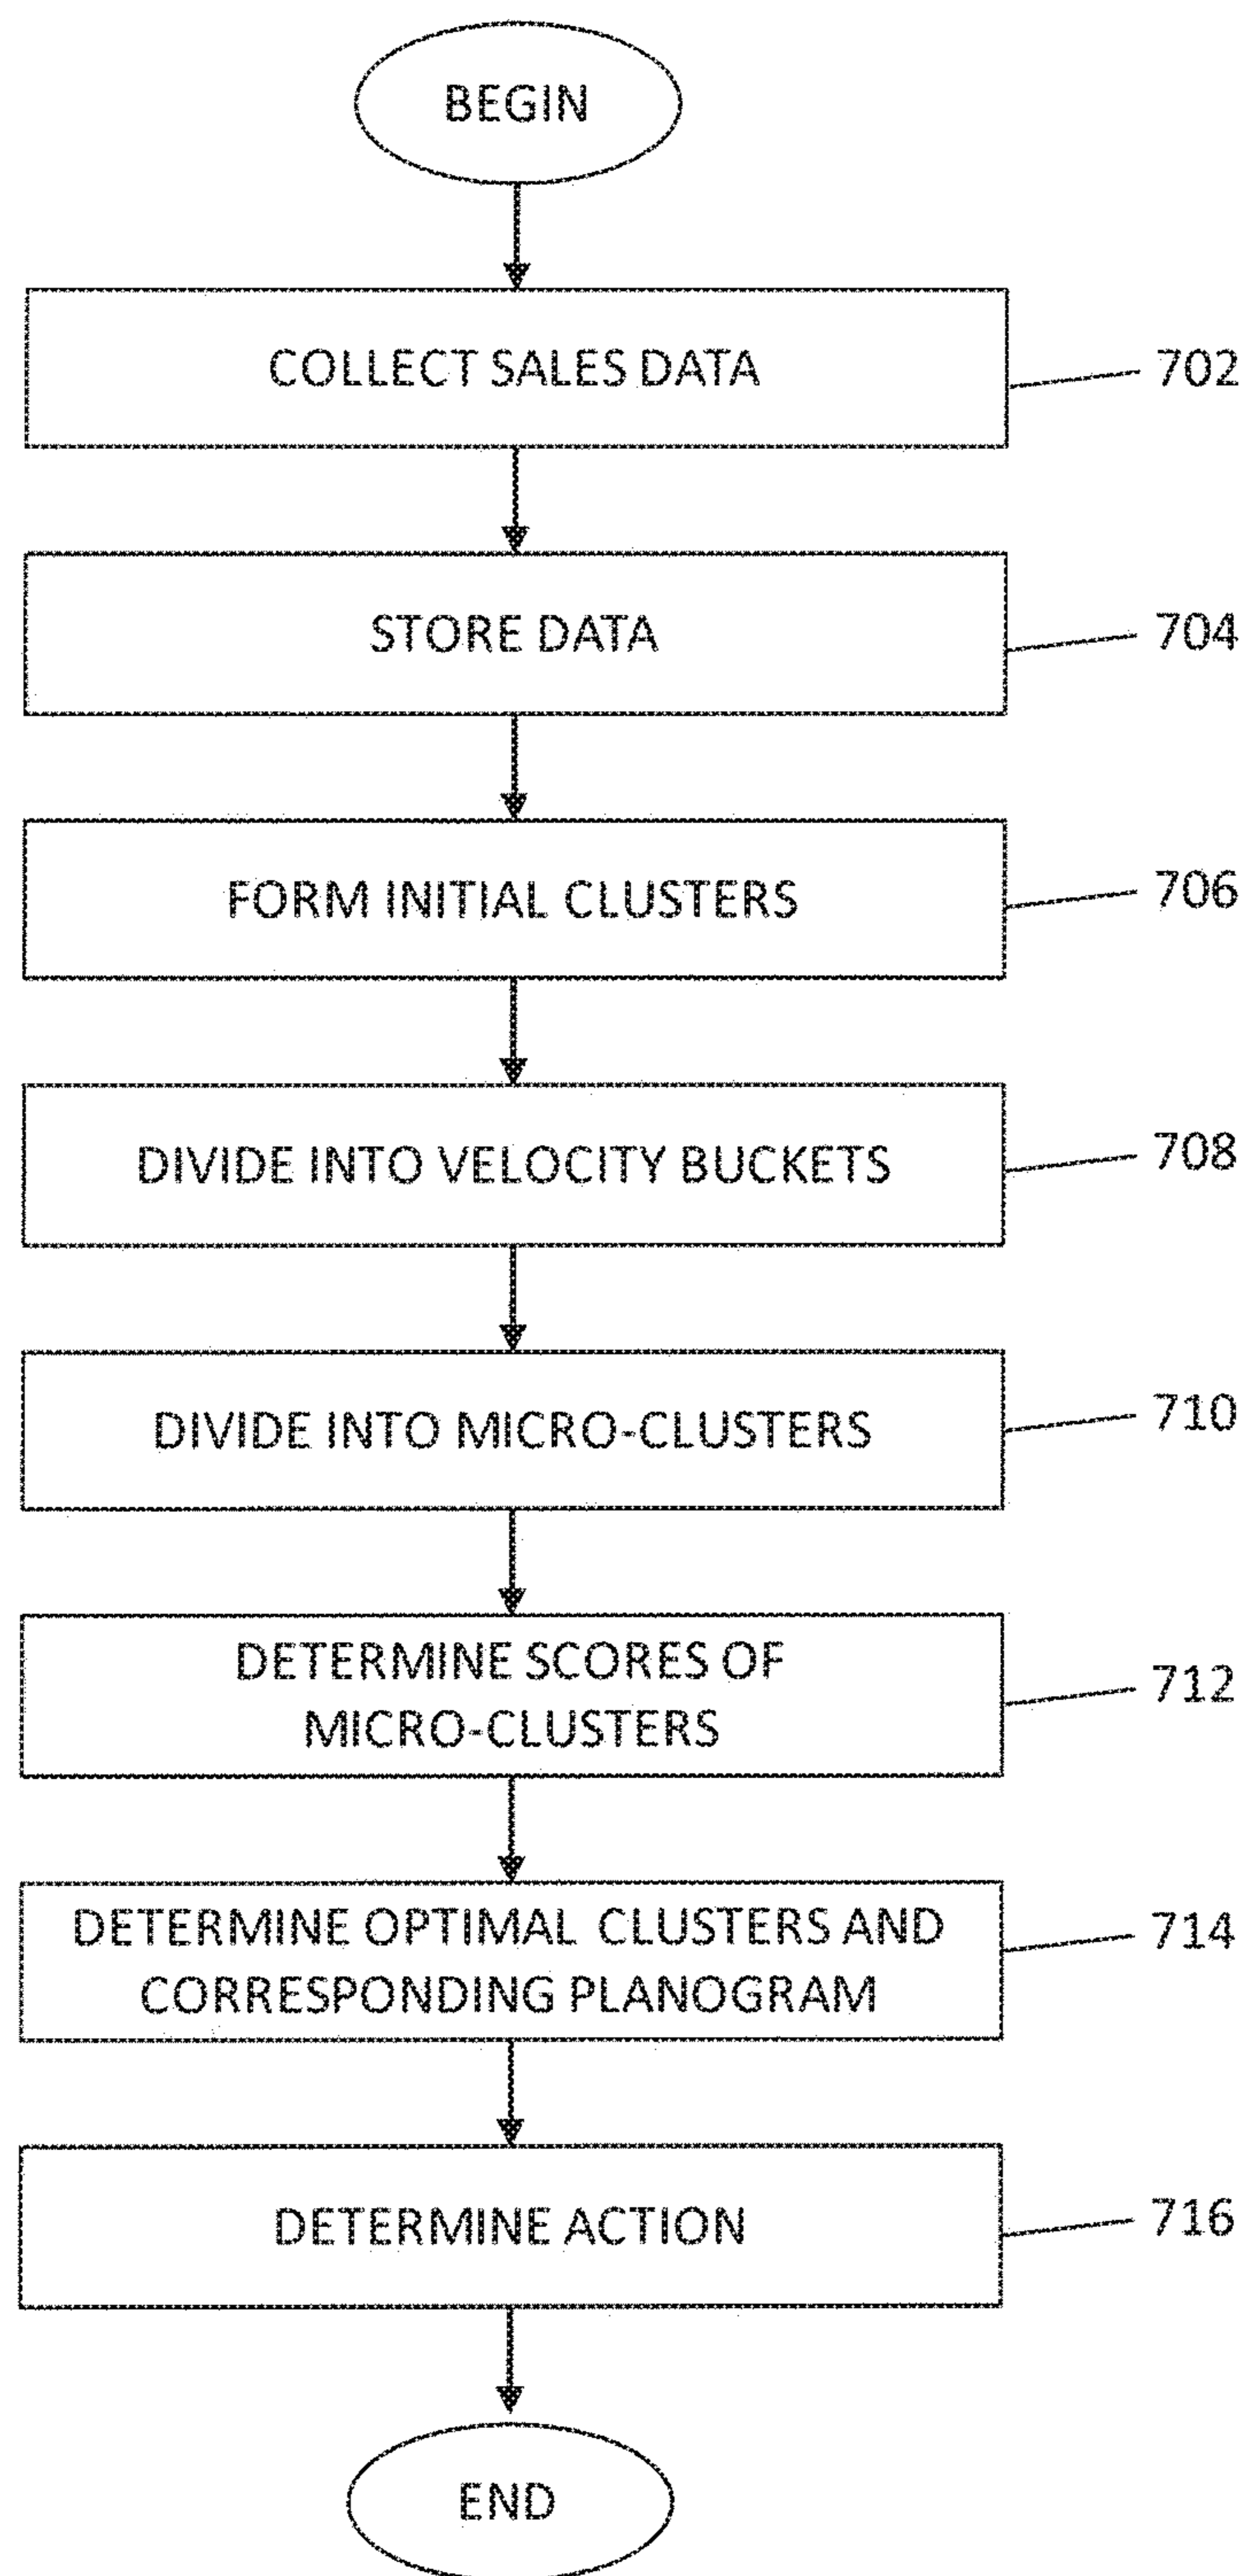 BEGIN
COLLECT SALES DATA
702
STORE DATA
704
FORM INITIAL CLUSTERS
706
DIVIDE INTO VELOCITY BUCKETS
708
DIVIDE INTO MICRO-CLUSTERS
710
DETERMINE SCORES OF
MICRO-CLUSTERS
712
DETERMINE OPTIMAL CLUSTERS AND
CORRESPONDING PLANOGRAM
714
DETERMINE ACTION
716
END